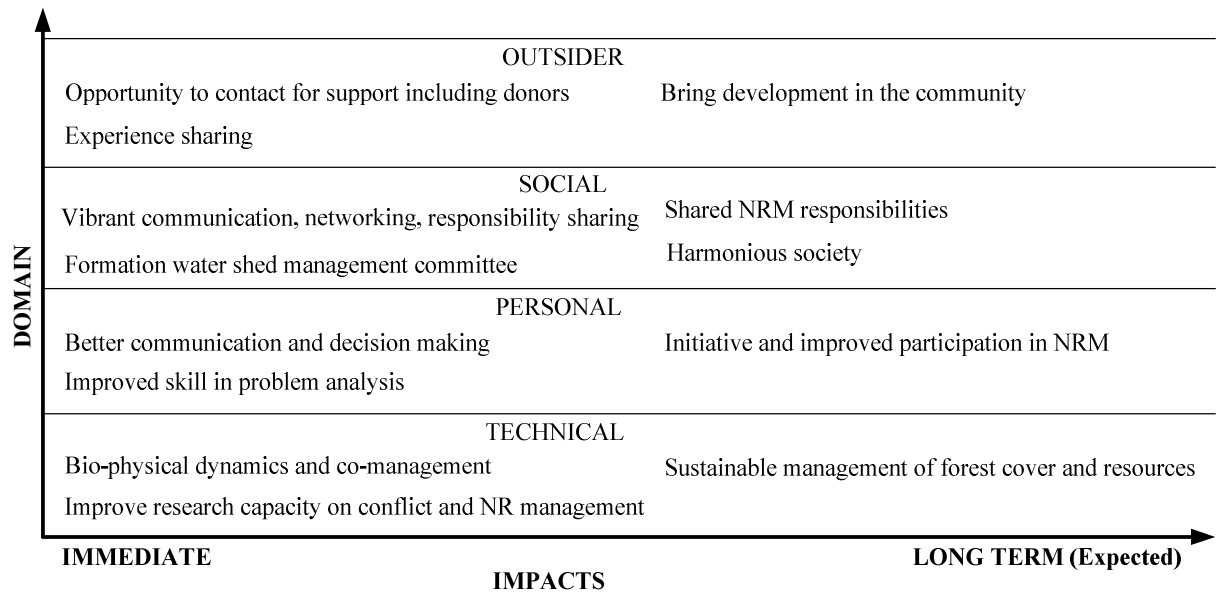 OUTSIDER
Opportunity to contact for support including donors
Bring development in the community
Experience sharing
SOCIAL
Vibrant communication, networking, responsibility sharing
Shared NRM responsibilities
Formation water shed management committee
Harmonious society
PERSONAL
Better communication and decision making
Initiative and improved participation in NRM
Improved skill in problem analysis
TECHNICAL
Bio-physical dynamics and co-management
Sustainable management of forest cover and resources
Improve research capacity on conflict and NR management
DOMAIN
IMMEDIATE
LONG TERM (Expected)
IMPACTS